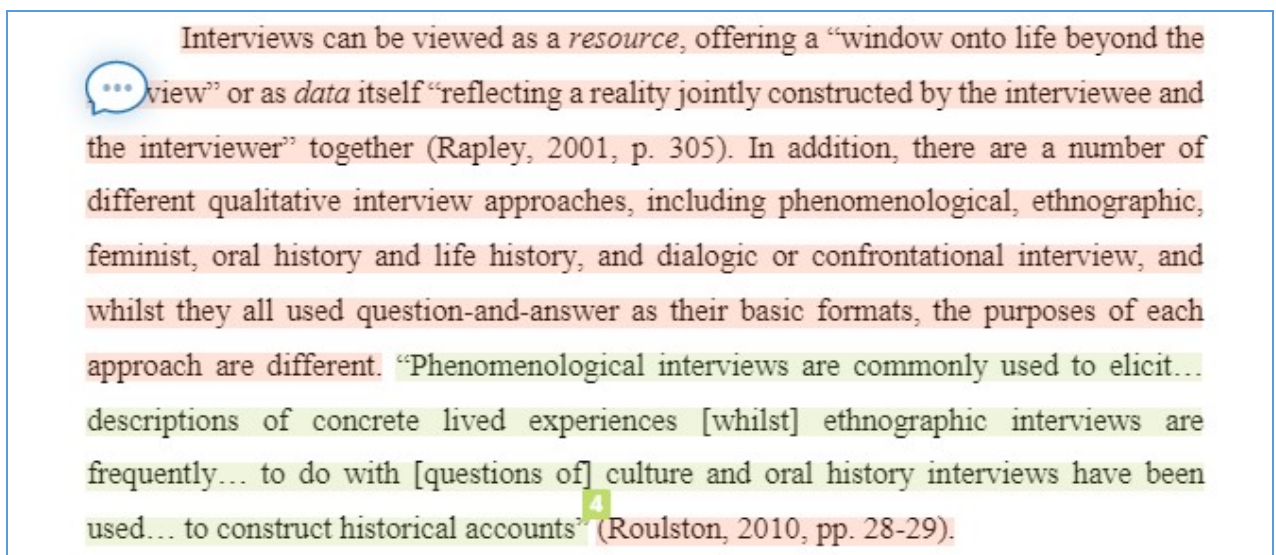 Interviews can be viewed as a resource, offering a “window onto life beyond the
view” or as data itself “reflecting a reality jointly constructed by the interviewee and
the interviewer” together (Rapley, 2001, p. 305). In addition, there are a number of
different qualitative interview approaches, including phenomenological, ethnographic,
feminist, oral history and life history, and dialogic or confrontational interview, and
whilst they all used question-and-answer as their basic formats, the purposes of each
approach are different. “Phenomenological interviews are commonly used to elicit…
descriptions of concrete lived experiences [whilst] ethnographic interviews are
frequently… to do with [questions of] culture and oral history interviews have been
4
used… to construct historical accounts” (Roulston, 2010, pp. 28-29).